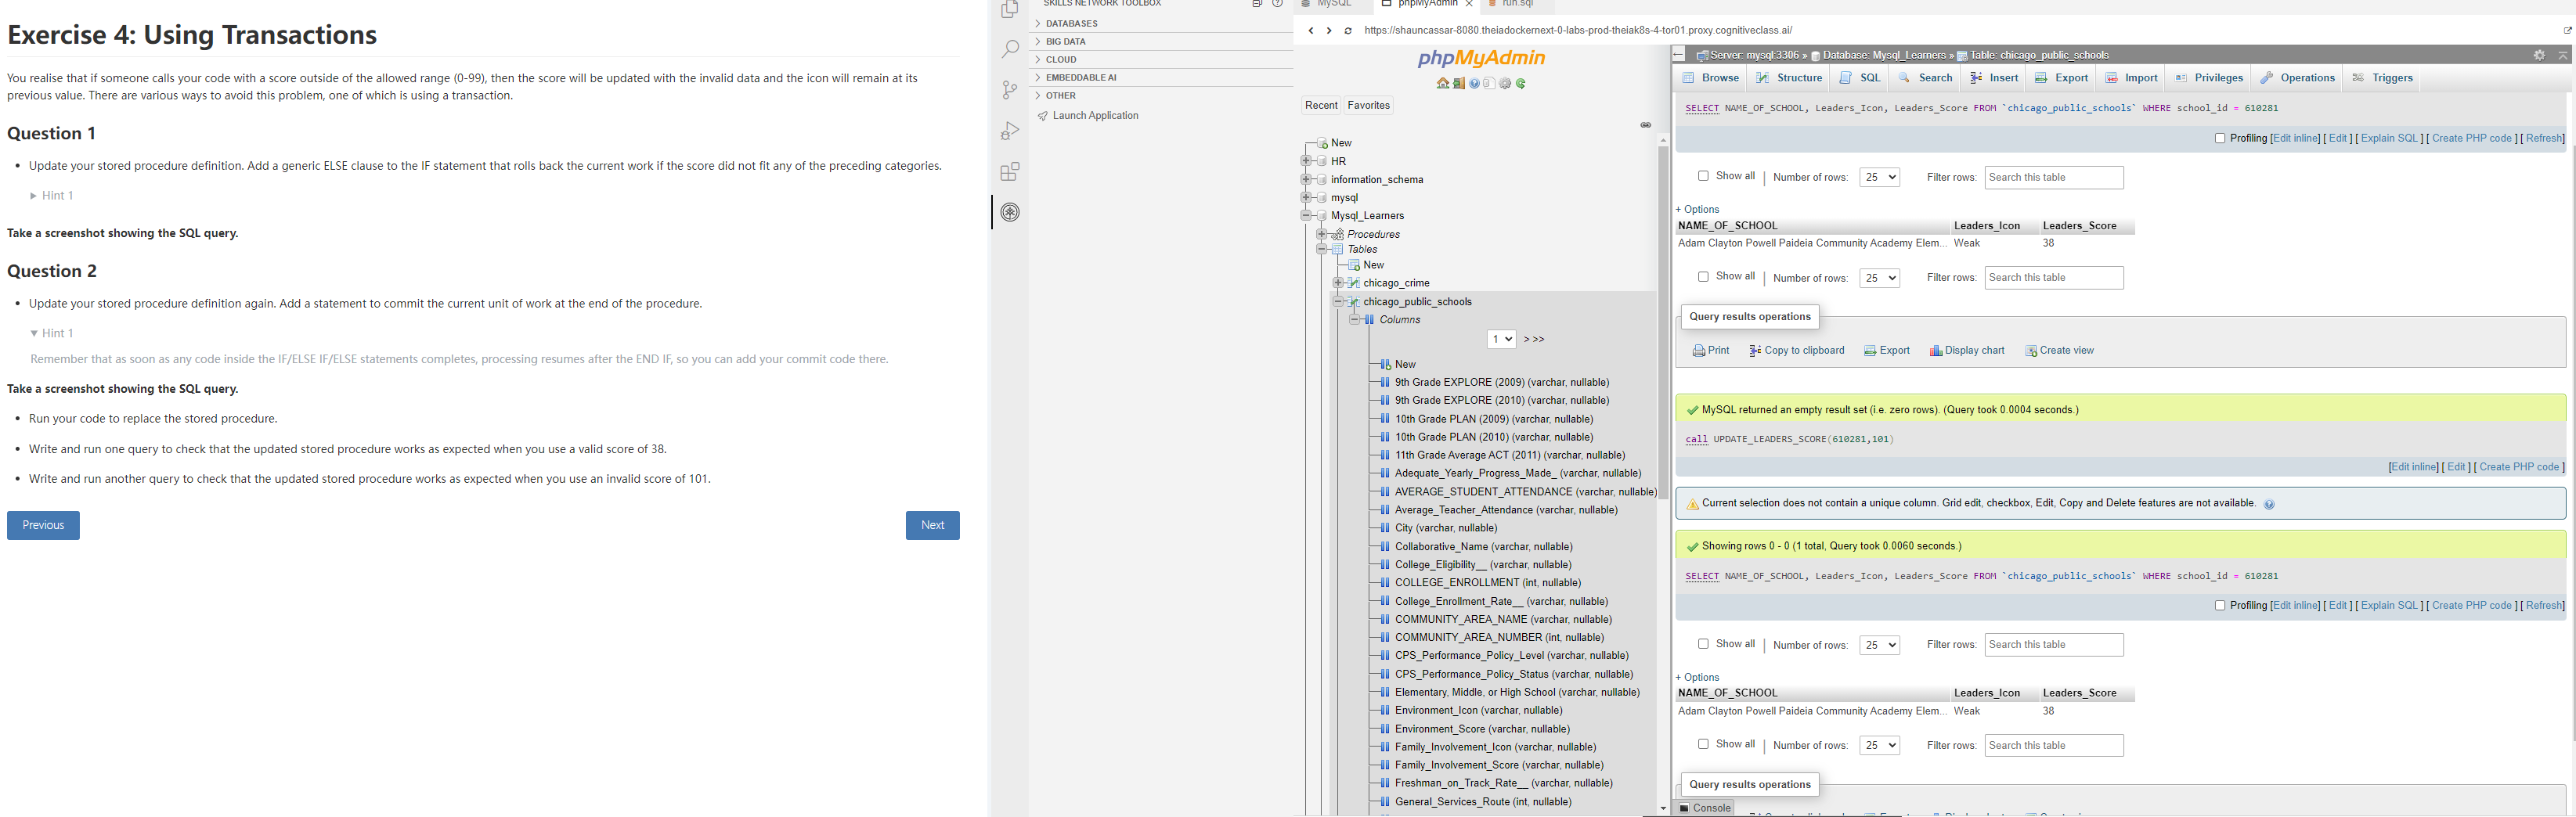 Exercise 4: Using Transactions
You realise that if someone calls your code with a score outside of the allowed range (0-99), then the score will be updated with the invalid data and the icon will remain at its
previous value. There are various ways to avoid this problem, one of which is using a transaction.
Question 1
• Update your stored procedure definition. Add a generic ELSE clause to the IF statement that rolls back the current work if the score did not fit any of the preceding categories.
Hint 1
Take a screenshot showing the SQL query.
Question 2
• Update your stored procedure definition again. Add a statement to commit the current unit of work at the end of the procedure.
Hint 1
Remember that as soon as any code inside the IF/ELSE IF/ELSE statements completes, processing resumes after the END IF, so you can add your commit code there.
Take a screenshot showing the SQL query.
• Run your code to replace the stored procedure.
• Write and run one query to check that the updated stored procedure works as expected when you use a valid score of 38.
• Write and run another query to check that the updated stored procedure works as expected when you use an invalid score of 101.
Previous
Next
SKILLS NETWORK TOOLBOX
DATABASES
BIG DATA
CLOUD
EMBEDDABLE AI
OTHER
Launch Application
MySQL
phpMyAdmin
run.sql
https://shauncassar-8080.theiadockernext-0-labs-prod-theiak8s-4-tor01.proxy.cognitiveclass.ai/
phpMyAdmin
Recent Favorites
New
HR
information_schema
mysql
Mysql_Learners
Procedures
Tables
New
chicago_crime
chicago_public_schools
Columns
1 > >>
New
9th Grade EXPLORE (2009) (varchar, nullable)
9th Grade EXPLORE (2010) (varchar, nullable)
10th Grade PLAN (2009) (varchar, nullable)
10th Grade PLAN (2010) (varchar, nullable)
11th Grade Average ACT (2011) (varchar, nullable)
Adequate_Yearly_Progress_Made_ (varchar, nullable)
AVERAGE_STUDENT_ATTENDANCE (varchar, nullable)
Average_Teacher_Attendance (varchar, nullable)
City (varchar, nullable)
Collaborative_Name (varchar, nullable)
College_Eligibility__ (varchar, nullable)
COLLEGE_ENROLLMENT (int, nullable)
College_Enrollment_Rate__ (varchar, nullable)
COMMUNITY_AREA_NAME (varchar, nullable)
COMMUNITY_AREA_NUMBER (int, nullable)
CPS_Performance_Policy_Level (varchar, nullable)
CPS_Performance_Policy_Status (varchar, nullable)
Elementary, Middle, or High School (varchar, nullable)
Environment_Icon (varchar, nullable)
Environment_Score (varchar, nullable)
Family_Involvement_Icon (varchar, nullable)
Family_Involvement_Score (varchar, nullable)
Freshman_on_Track_Rate__ (varchar, nullable)
General_Services_Route (int, nullable)
Server: mysql:3306 » Database: Mysql_Learners » Table: chicago_public_schools
Browse Structure SQL Search Insert Export Import Privileges Operations Triggers
SELECT NAME_OF_SCHOOL, Leaders_Icon, Leaders_Score FROM `chicago_public_schools` WHERE school_id = 610281
Profiling [Edit inline] [ Edit ] [ Explain SQL ] [ Create PHP code ] [ Refresh]
Show all | Number of rows: 25 Filter rows: Search this table
+ Options
NAME_OF_SCHOOL Leaders_Icon Leaders_Score
Adam Clayton Powell Paideia Community Academy Elem... Weak 38
Show all | Number of rows: 25 Filter rows: Search this table
Query results operations
Print Copy to clipboard Export Display chart Create view
MySQL returned an empty result set (i.e. zero rows). (Query took 0.0004 seconds.)
call UPDATE_LEADERS_SCORE(610281,101)
[Edit inline] [ Edit ] [ Create PHP code ]
Current selection does not contain a unique column. Grid edit, checkbox, Edit, Copy and Delete features are not available.
Showing rows 0 - 0 (1 total, Query took 0.0060 seconds.)
SELECT NAME_OF_SCHOOL, Leaders_Icon, Leaders_Score FROM `chicago_public_schools` WHERE school_id = 610281
Profiling [Edit inline] [ Edit ] [ Explain SQL ] [ Create PHP code ] [ Refresh]
Show all | Number of rows: 25 Filter rows: Search this table
+ Options
NAME_OF_SCHOOL Leaders_Icon Leaders_Score
Adam Clayton Powell Paideia Community Academy Elem... Weak 38
Show all | Number of rows: 25 Filter rows: Search this table
Query results operations
Console